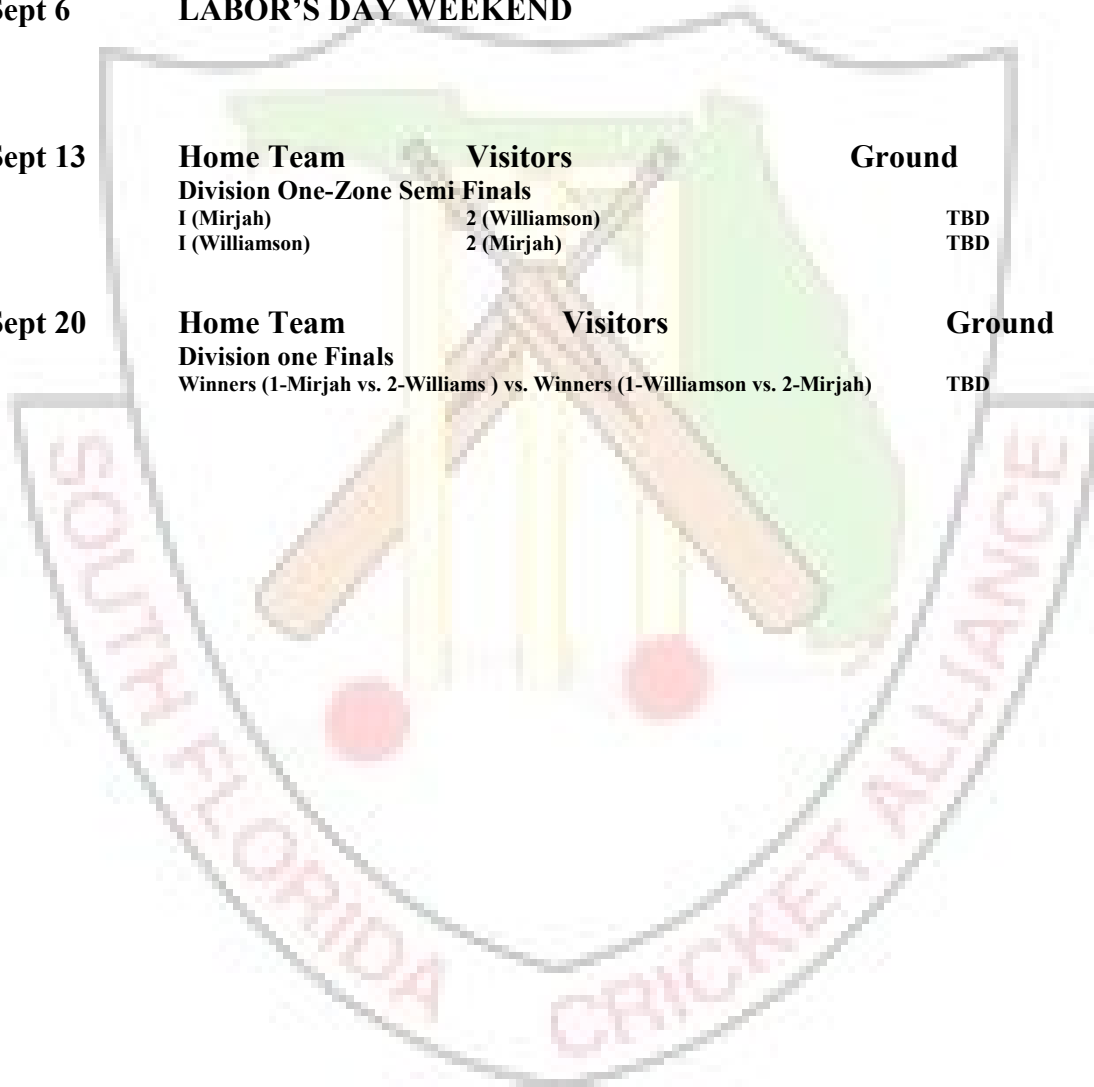 Sept 6 LABOR'S DAY WEEKEND
Sept 13 Home Team Visitors Ground
Division One-Zone Semi Finals
I (Mirjah) 2 (Williamson) TBD
I (Williamson) 2 (Mirjah) TBD
Sept 20 Home Team Visitors Ground
Division one Finals
Winners (1-Mirjah vs. 2-Williams ) vs. Winners (1-Williamson vs. 2-Mirjah) TBD
SOUTH FLORIDA CRICKET ALLIANCE